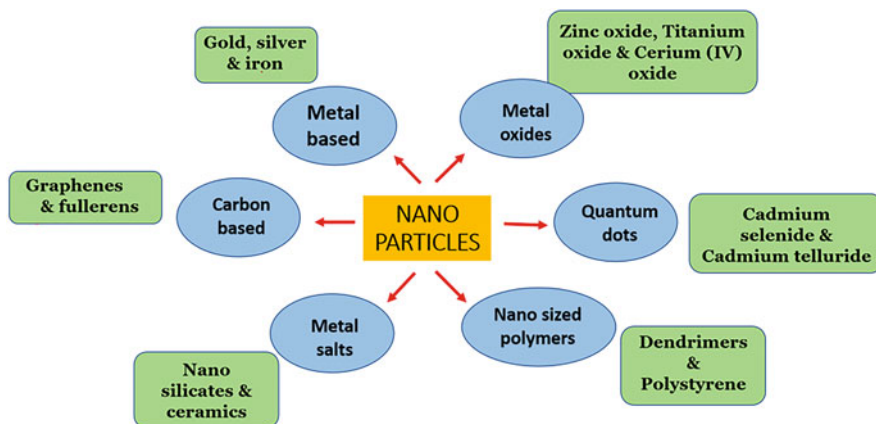 Gold, silver
& iron
Zinc oxide, Titanium
oxide & Cerium (IV)
oxide
Metal
based
Metal
oxides
Graphenes
& fullerens
Carbon
based
NANO
PARTICLES
Quantum
dots
Cadmium
selenide &
Cadmium telluride
Metal
salts
Nano sized
polymers
Nano
silicates &
ceramics
Dendrimers
&
Polystyrene